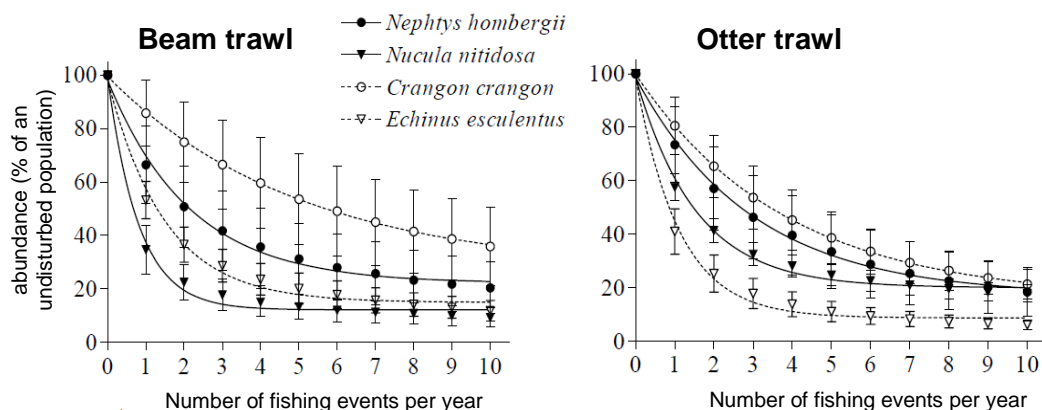 Beam trawl
Nephtys hombergii
Nucula nitidosa
Crangon crangon
Echinus esculentus
Otter trawl
abundance (% of an
undisturbed population)
100
80
60
40
20
0
0 1 2 3 4 5 6 7 8 9 10
Number of fishing events per year
100
80
60
40
20
0
0 1 2 3 4 5 6 7 8 9 10
Number of fishing events per year